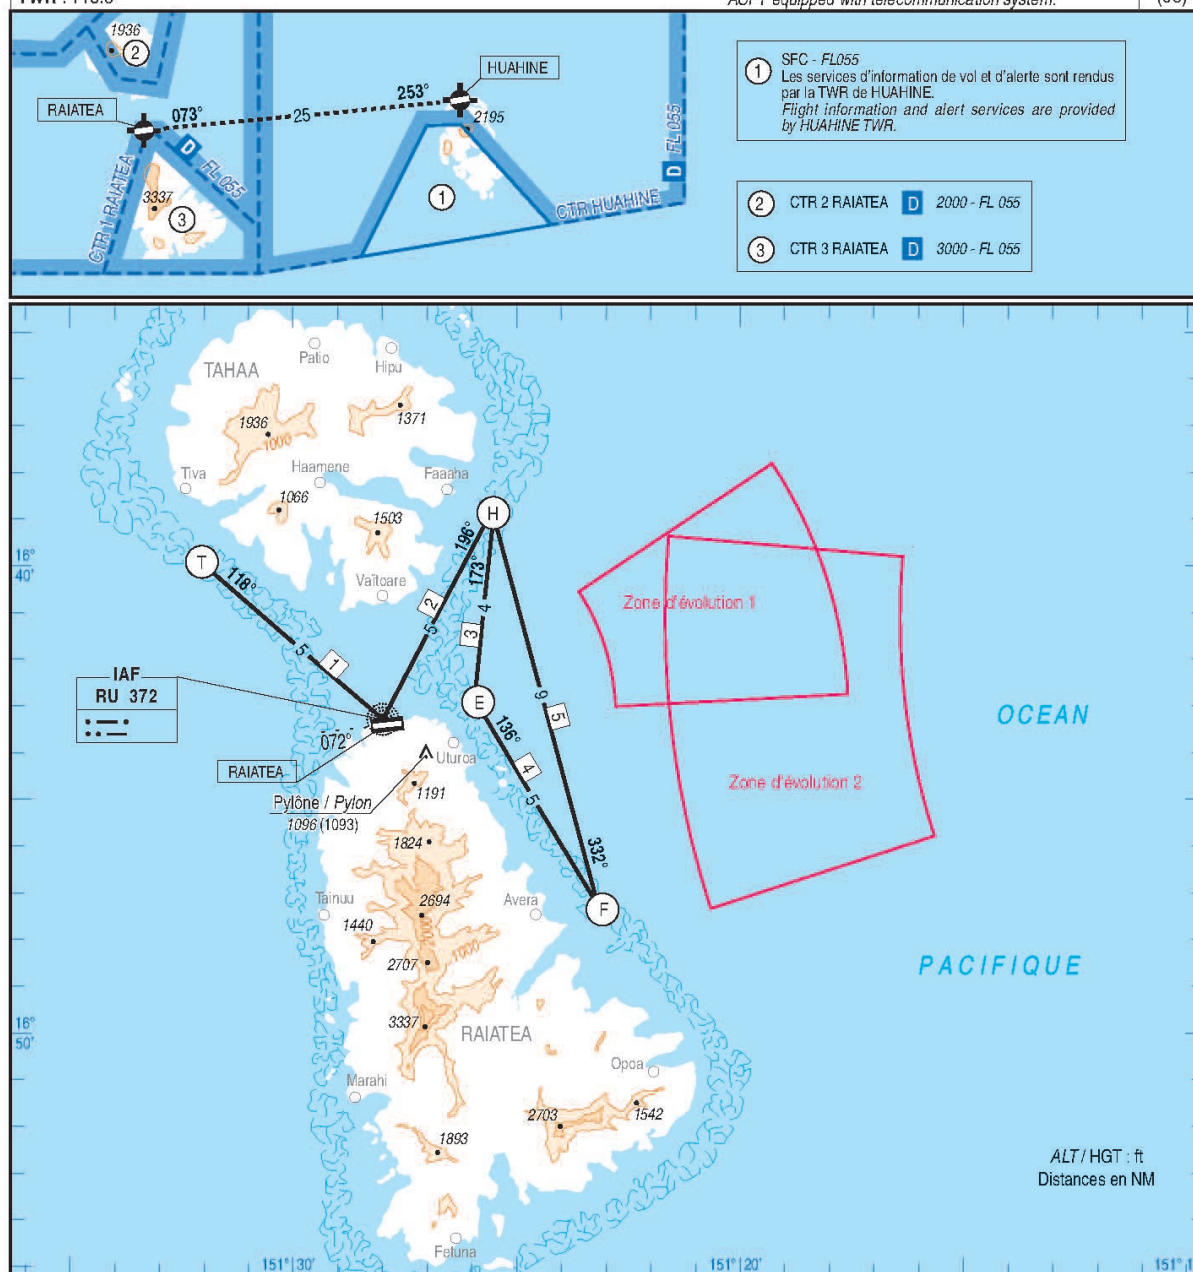 1936
2
HUAHINE
RAIATEA
073°
25
253°
2195
D FL 055
D FL 055
CTR 1 RAIATEA
3337
3
1
CTR HUAHINE
1 SFC - FL055
Les services d'information de vol et d'alerte sont rendus
par la TWR de HUAHINE.
Flight information and alert services are provided
by HUAHINE TWR.
2 CTR 2 RAIATEA D 2000 - FL 055
3 CTR 3 RAIATEA D 3000 - FL 055
Patio
Hipu
TAHAA
1371
1936
1000
Tiva
Haamene
Faaaha
1066
1503
H
16°
40'
T
118°
196°
173°
Vaïtoare
2
5
4
3
Zone d'évolution 1
5
1
IAF
RU 372
E
9
5
OCEAN
072°
136°
RAIATEA
Uturoa
4
5
Zone d'évolution 2
Pylône / Pylon
1096 (1093)
1191
1824
332°
Tainuu
2694
Avera
F
1440
1000
1000
2707
PACIFIQUE
3337
RAIATEA
16°
50'
Opoa
Marahi
2703
1542
1893
ALT / HGT : ft
Distances en NM
Fetuna
151° 30'
151° 20'